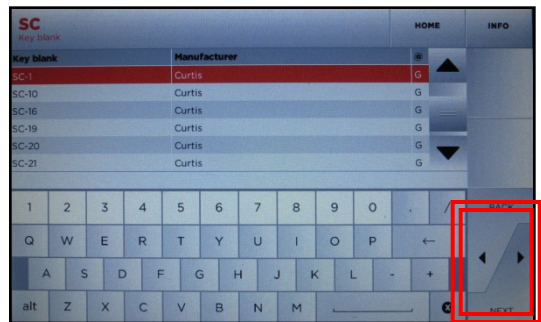 SC
Key blank
HOME
INFO
Key blank Manufacturer @
SC-1 Curtis G
SC-10 Curtis G
SC-16 Curtis G
SC-19 Curtis G
SC-20 Curtis G
SC-21 Curtis G
1 2 3 4 5 6 7 8 9 0 . /
BACK
Q W E R T Y U I O P ←
A S D F G H J K L - +
alt Z X C V B N M
NEXT